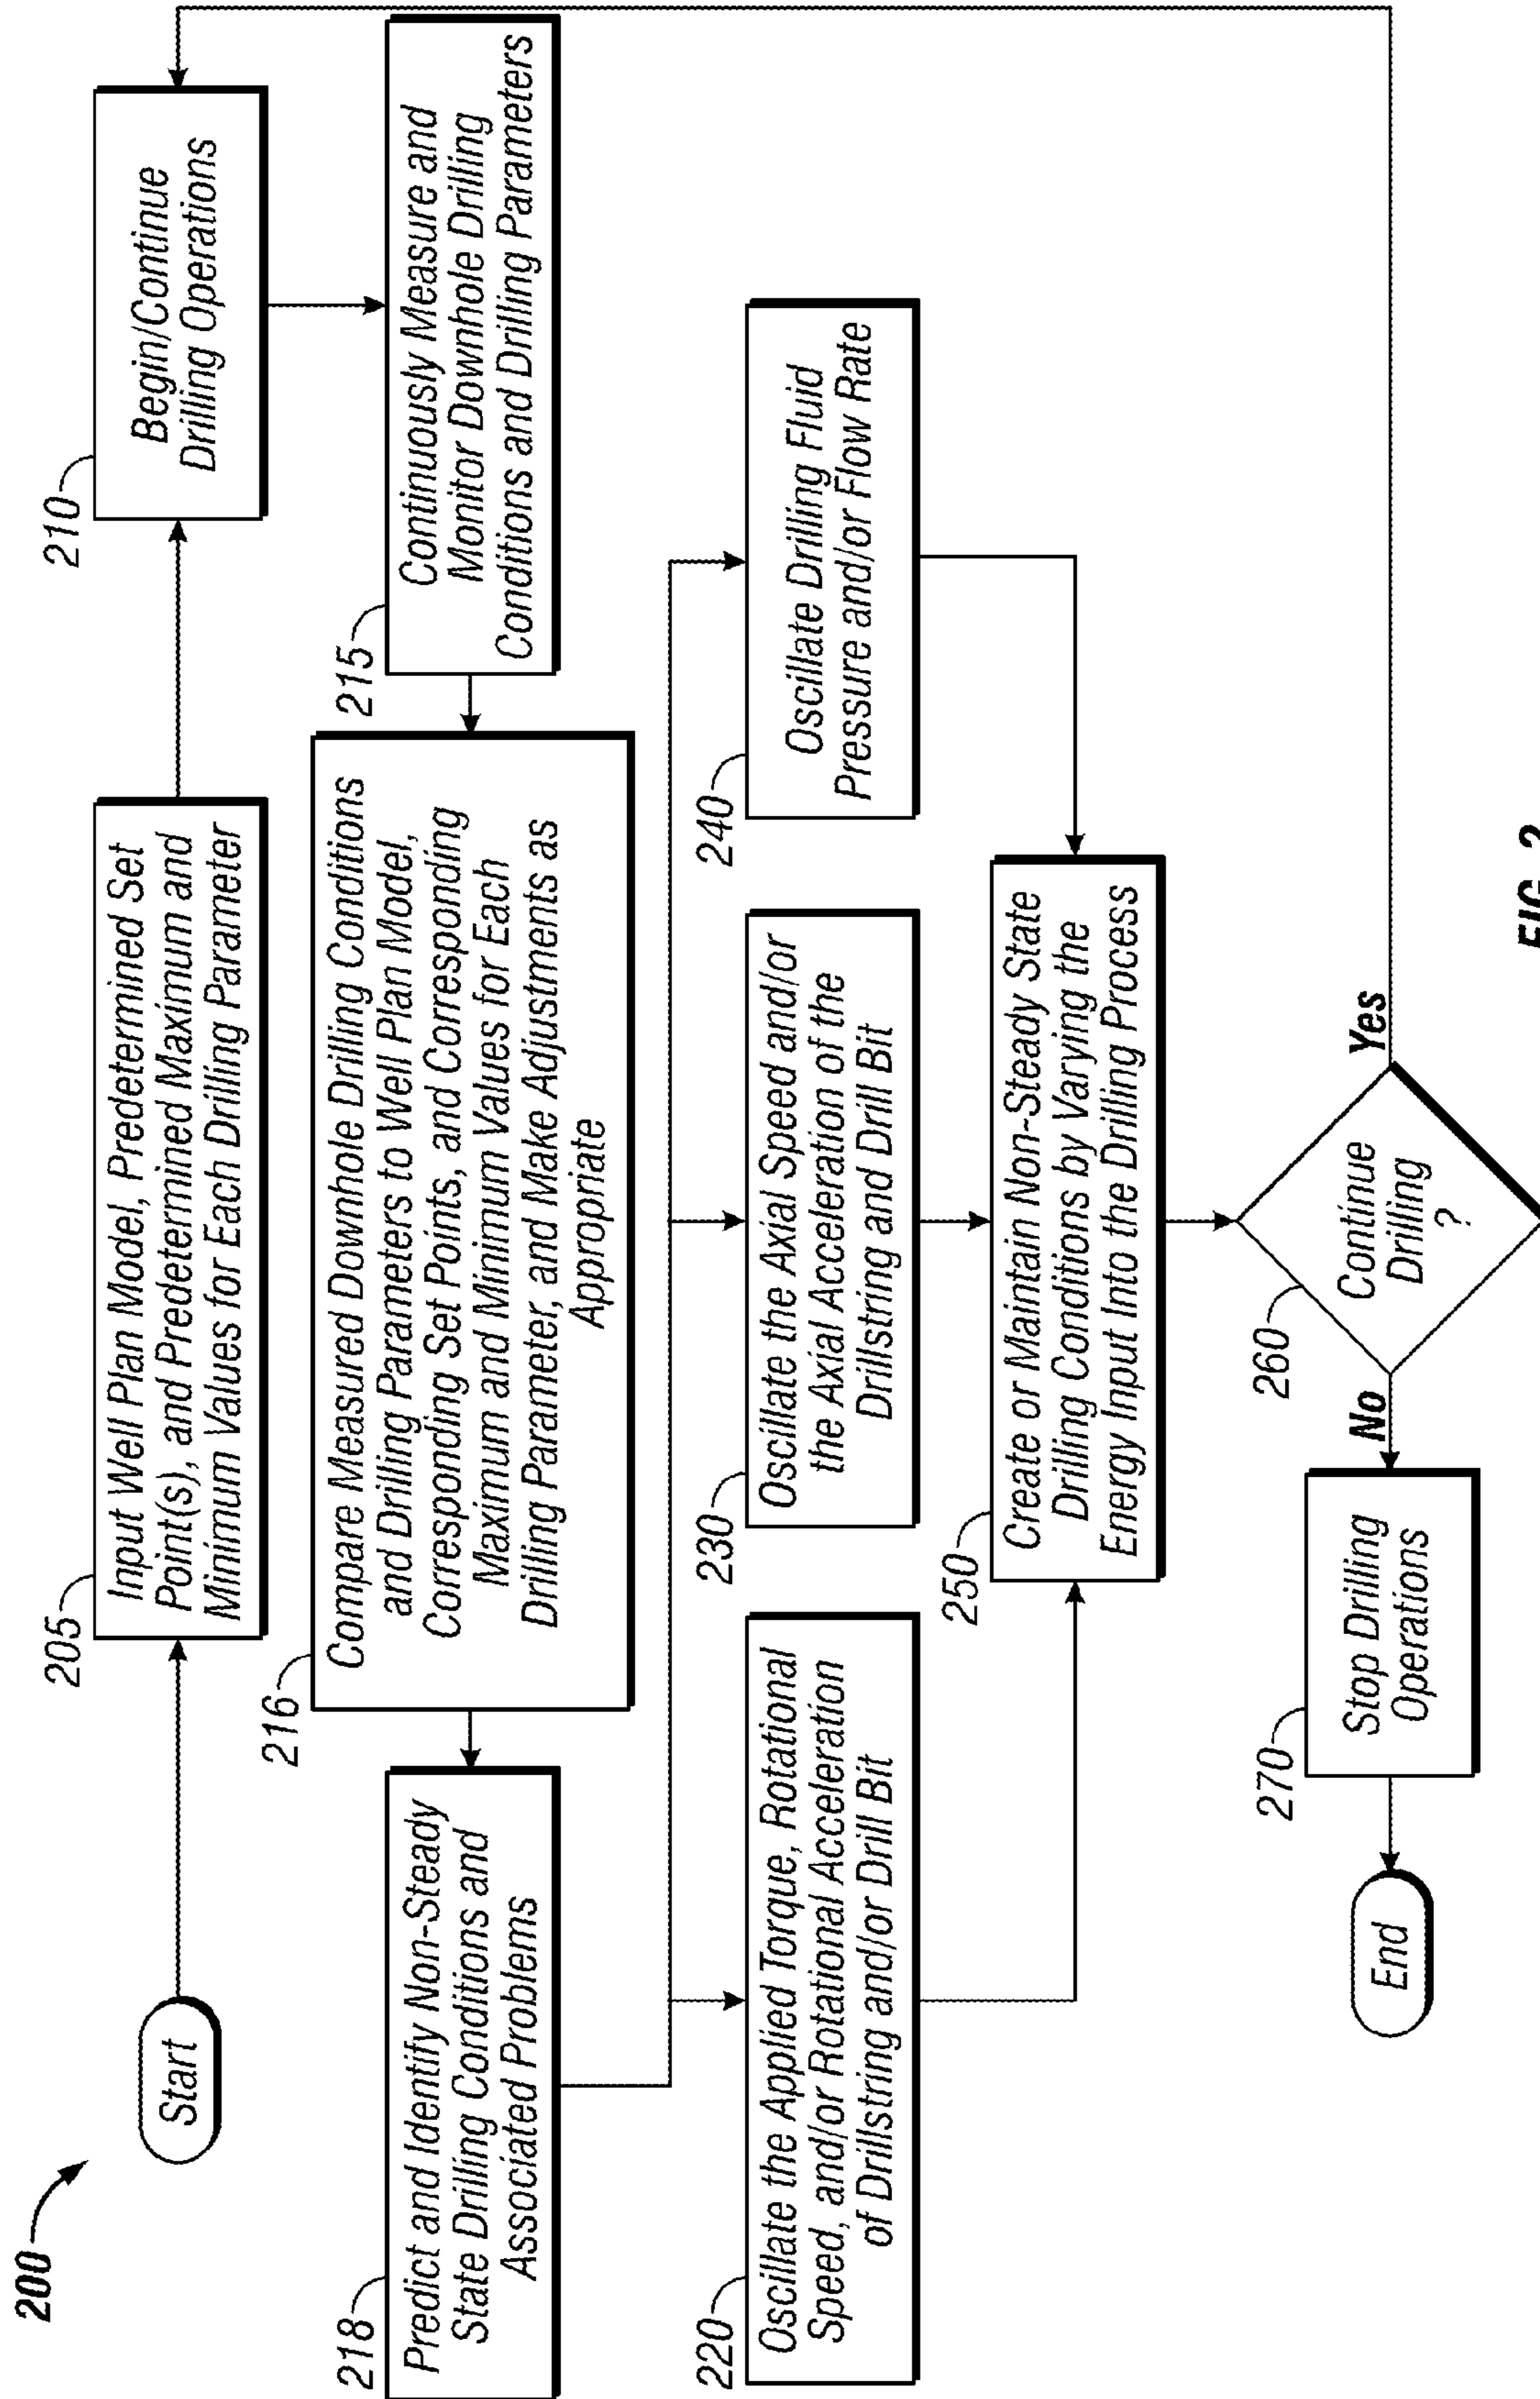 200
Start
205
Input Well Plan Model, Predetermined Set
Point(s), and Predetermined Maximum and
Minimum Values for Each Drilling Parameter
210
Begin/Continue
Drilling Operations
215
Continuously Measure and
Monitor Downhole Drilling
Conditions and Drilling Parameters
216
Compare Measured Downhole Drilling Conditions
and Drilling Parameters to Well Plan Model,
Corresponding Set Points, and Corresponding
Maximum and Minimum Values for Each
Drilling Parameter, and Make Adjustments as
Appropriate
218
Predict and Identify Non-Steady
State Drilling Conditions and
Associated Problems
220
Oscillate the Applied Torque, Rotational
Speed, and/or Rotational Acceleration
of Drillstring and/or Drill Bit
230
Oscillate the Axial Speed and/or
the Axial Acceleration of the
Drillstring and Drill Bit
240
Oscillate Drilling Fluid
Pressure and/or Flow Rate
250
Create or Maintain Non-Steady State
Drilling Conditions by Varying the
Energy Input Into the Drilling Process
260
Continue
Drilling
?
Yes
No
270
Stop Drilling
Operations
End
FIG. 2